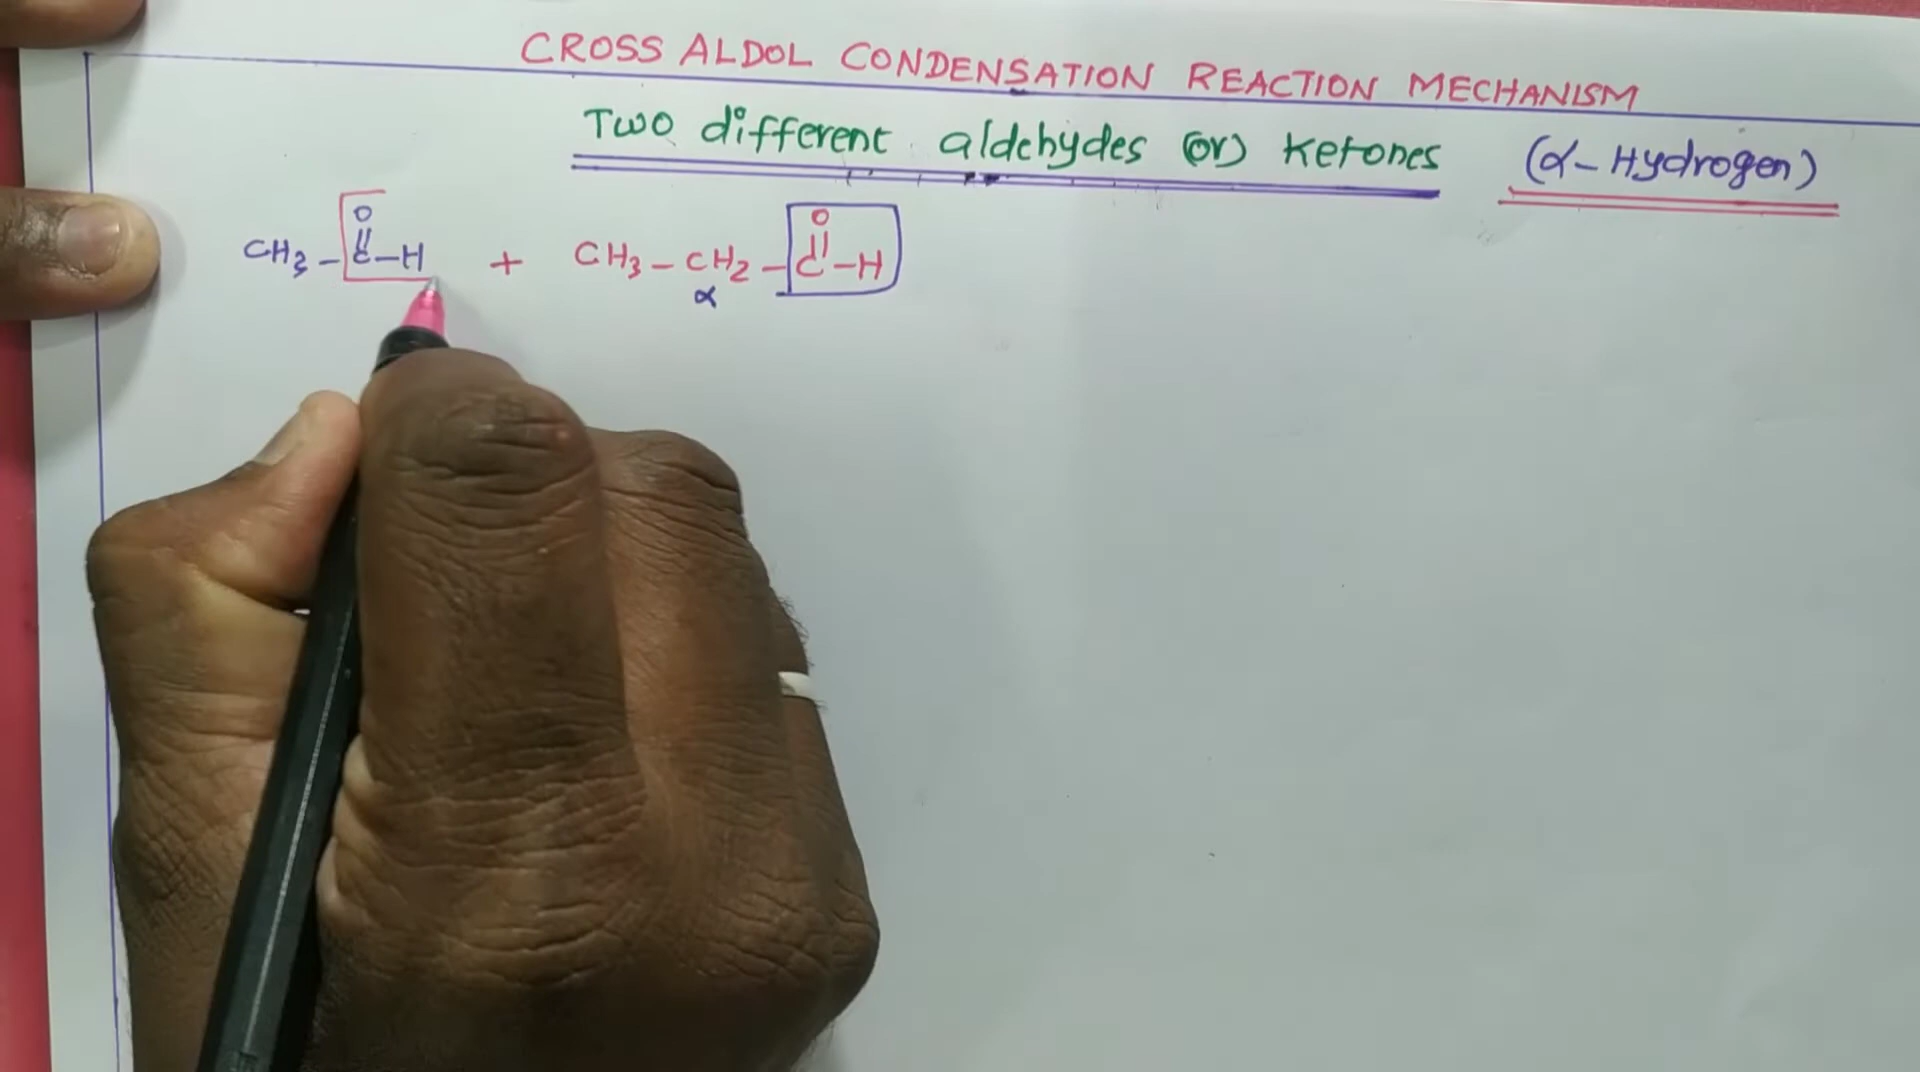 CROSS ALDOL CONDENSATION REACTION MECHANISM
Two different aldehydes (or) Ketones (α-Hydrogen)
O O
|| ||
CH3-C-H + CH3-CH2-C-H
α